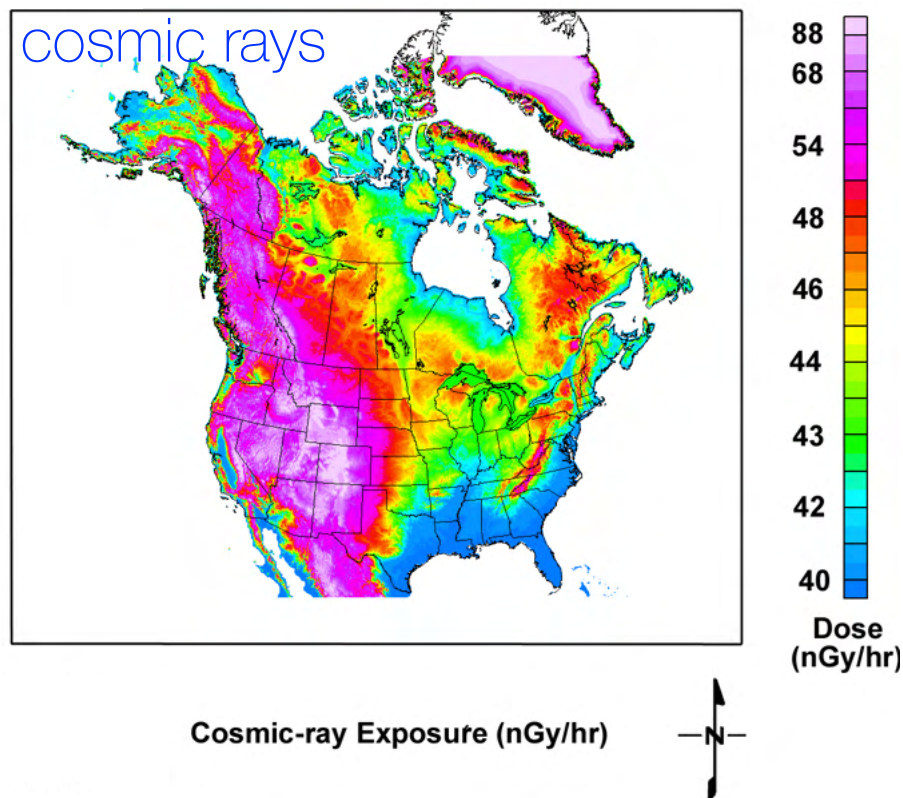 cosmic rays
88
68
54
48
46
44
43
42
40
Dose
(nGy/hr)
Cosmic-ray Exposure (nGy/hr)
N